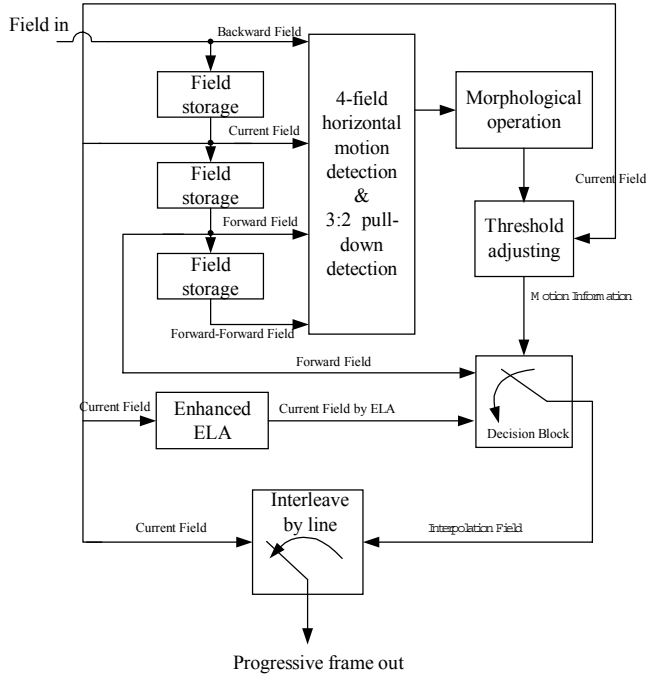 Field in
Backward Field
Field
storage
Current Field
Field
storage
Forward Field
Field
storage
Forward-Forward Field
4-field
horizontal
motion
detection
&
3:2 pull-
down
detection
Morphological
operation
Current Field
Threshold
adjusting
Motion Information
Forward Field
Current Field
Enhanced
ELA
Current Field by ELA
Decision Block
Current Field
Interleave
by line
Interpolation Field
Progressive frame out